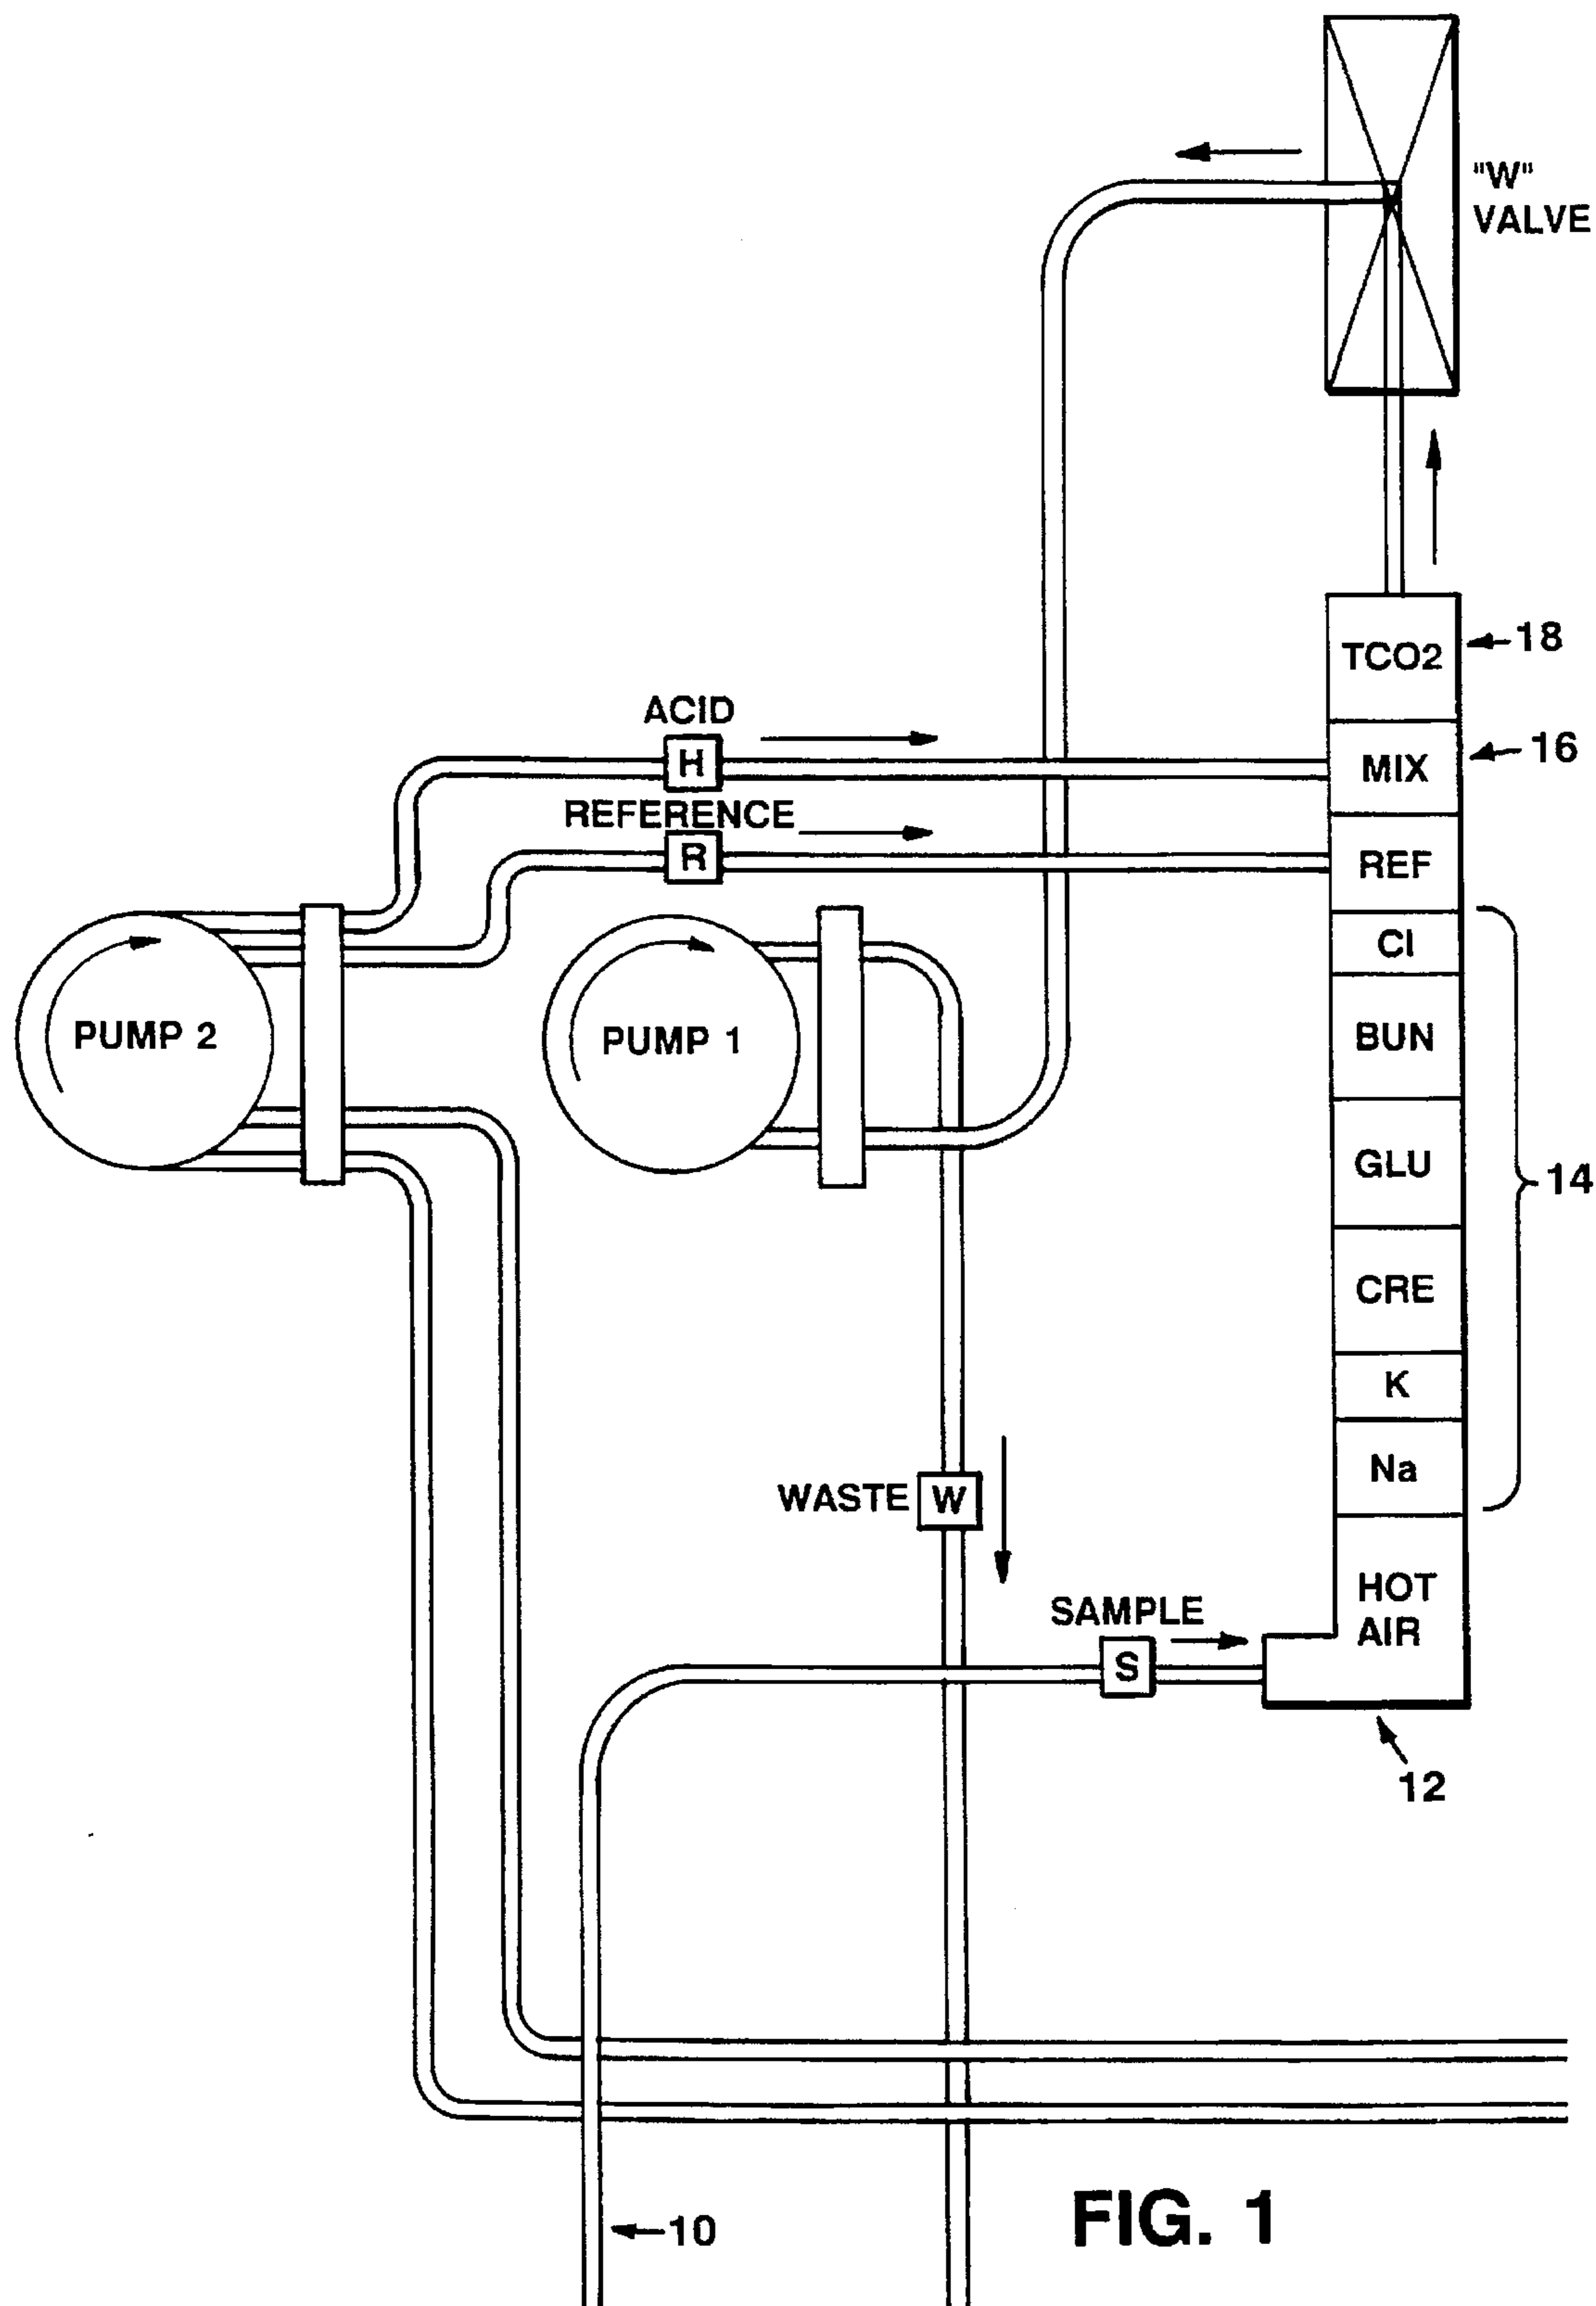 "W"
VALVE
TCO2
18
ACID
H
MIX
16
REFERENCE
R
REF
Cl
PUMP 2
PUMP 1
BUN
GLU
14
CRE
K
Na
WASTE
W
HOT
AIR
SAMPLE
S
12
10
FIG. 1